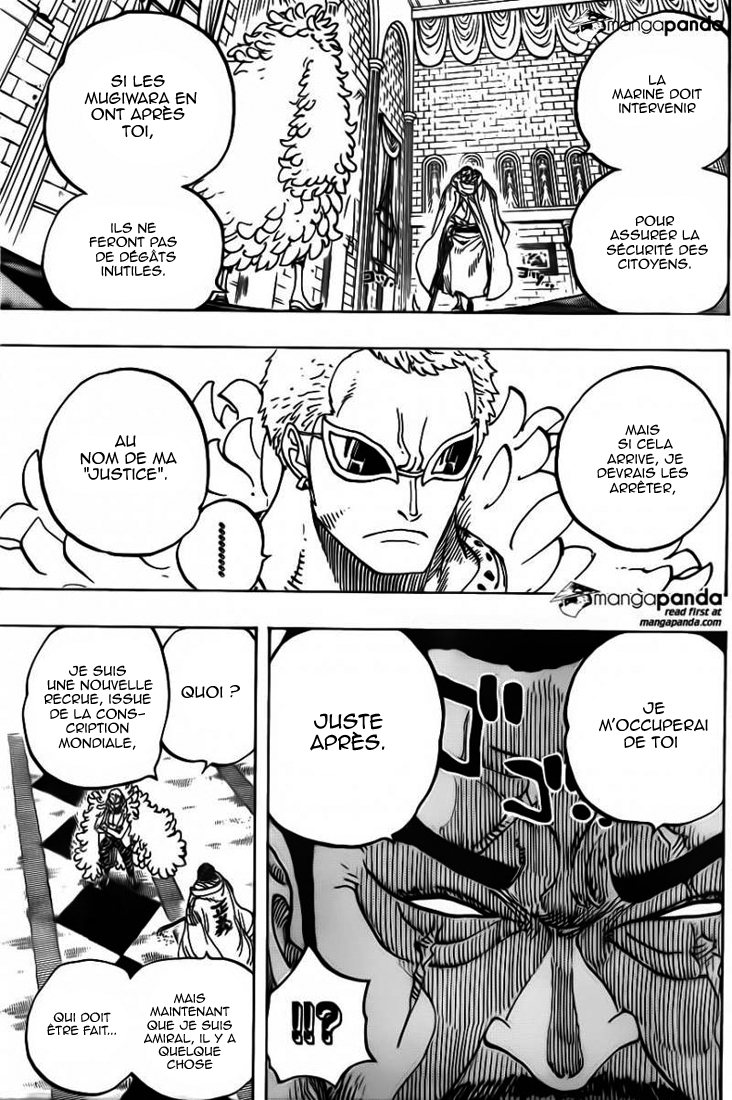 mangapanda
LA
MARINE DOIT
INTERVENIR
POUR
ASSURER LA
SÉCURITÉ DES
CITOYENS.
SI LES
MUGIWARA EN
ONT APRÈS
TOI,
ILS NE
FERONT PAS
DE DÉGÂTS
INUTILES.
MAIS
SI CELA
ARRIVE, JE
DEVRAIS LES
ARRÊTER,
AU
NOM DE MA
"JUSTICE".
mangapanda
read first at
mangapanda.com
JE
M'OCCUPERAI
DE TOI
JUSTE
APRÈS.
ゴゴゴ
!!?
QUOI ?
JE SUIS
UNE NOUVELLE
RECRUE, ISSUE
DE LA CONS-
CRIPTION
MONDIALE,
MAIS
MAINTENANT
QUE JE SUIS
AMIRAL, IL Y A
QUELQUE
CHOSE
QUI DOIT
ÊTRE FAIT...